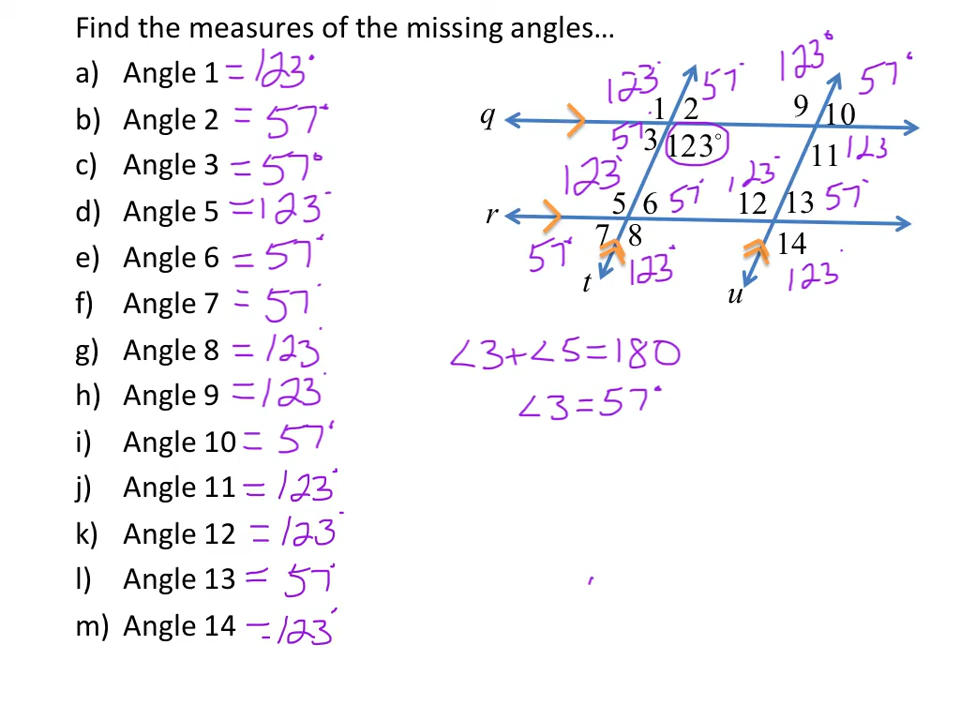 Find the measures of the missing angles...
a) Angle 1 = 123°
b) Angle 2 = 57°
c) Angle 3 = 57°
d) Angle 5 = 123°
e) Angle 6 = 57°
f) Angle 7 = 57°
g) Angle 8 = 123°
h) Angle 9 = 123°
i) Angle 10 = 57°
j) Angle 11 = 123°
k) Angle 12 = 123°
l) Angle 13 = 57°
m) Angle 14 = 123°
123° 57° 123° 57°
q 1 2 9 10
57° 3 123° 11 123
123° 5 6 57° 123° 12 13 57°
r 7 8 14
57° 123° 123°
t u
∠3+∠5=180
∠3=57°